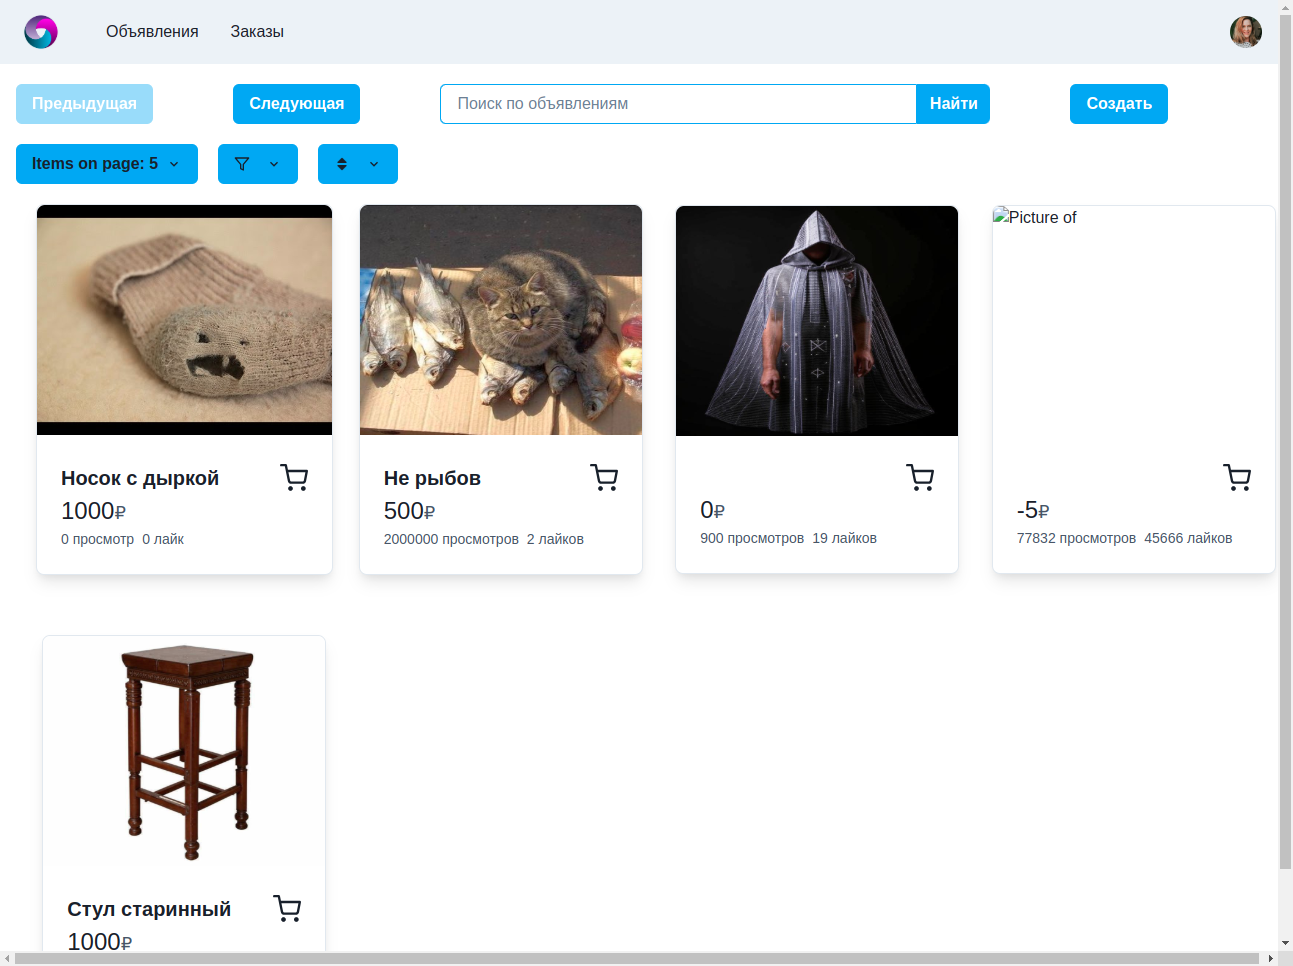 Объявления Заказы
Предыдущая Следующая Поиск по объявлениям Найти Создать
Items on page: 5
Picture of
Носок с дыркой
1000₽
0 просмотр 0 лайк
Не рыбов
500₽
2000000 просмотров 2 лайков
0₽
900 просмотров 19 лайков
-5₽
77832 просмотров 45666 лайков
Стул старинный
1000₽